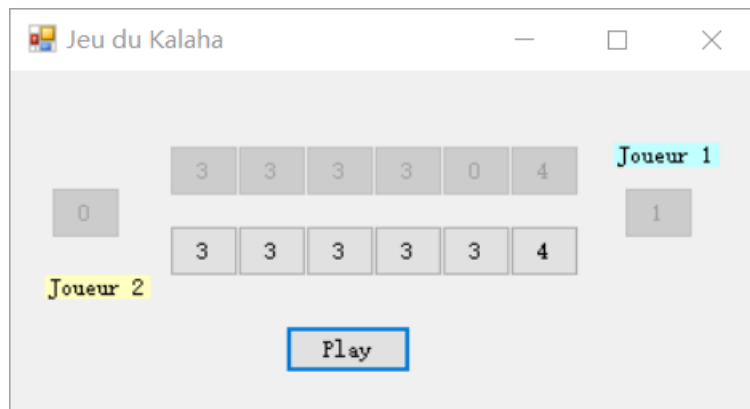 Jeu du Kalaha
3 3 3 3 0 4
Joueur 1
0
1
3 3 3 3 3 4
Joueur 2
Play